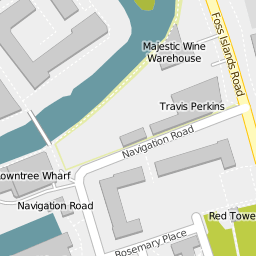 Foss Islands Road
Majestic Wine
Warehouse
Travis Perkins
Navigation Road
owntree Wharf
Navigation Road
Red Towe
Rosemary Place